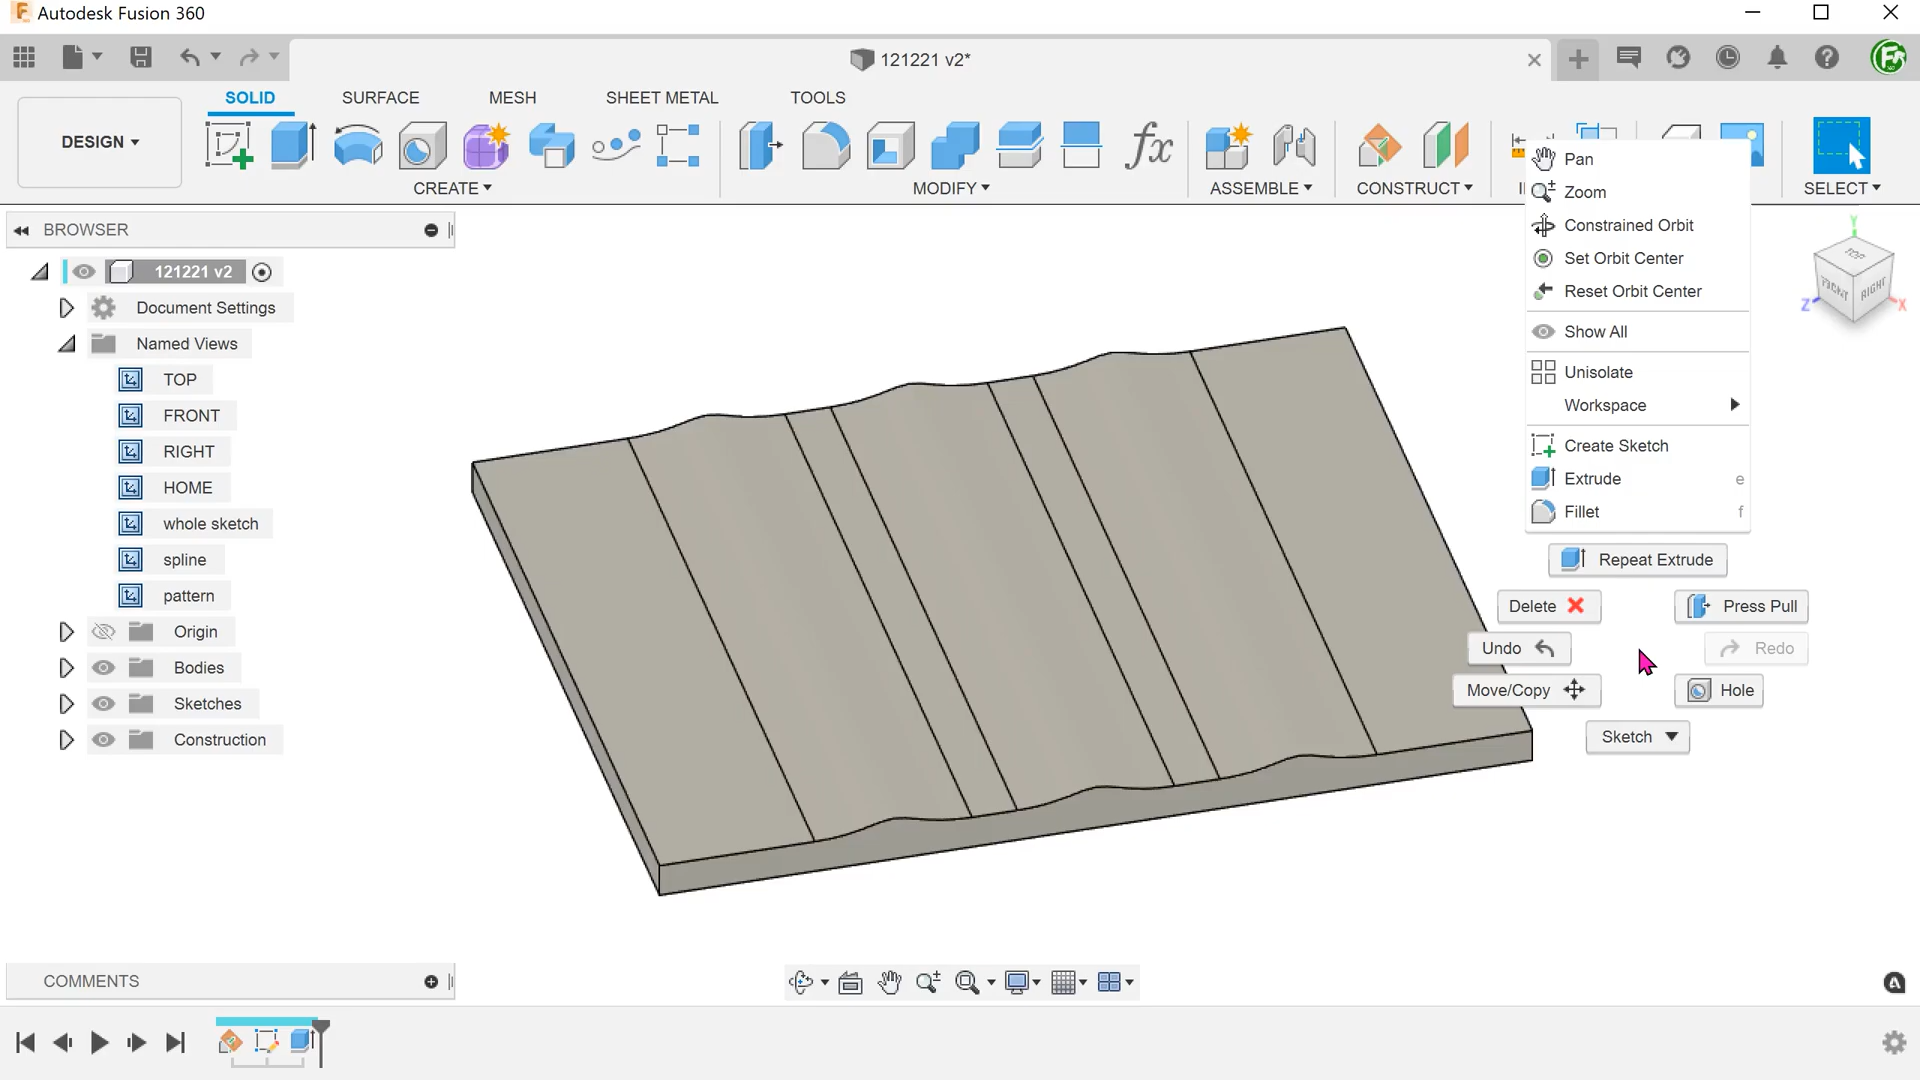 Autodesk Fusion 360
121221 v2*
SOLID
SURFACE
MESH
SHEET METAL
TOOLS
DESIGN
CREATE
MODIFY
ASSEMBLE
CONSTRUCT
SELECT
BROWSER
121221 v2
Document Settings
Named Views
TOP
FRONT
RIGHT
HOME
whole sketch
spline
pattern
Origin
Bodies
Sketches
Construction
Pan
Zoom
Constrained Orbit
Set Orbit Center
Reset Orbit Center
Show All
Unisolate
Workspace
Create Sketch
Extrude e
Fillet f
Repeat Extrude
Delete
Press Pull
Undo
Redo
Move/Copy
Hole
Sketch
Y
TOP
FRONT
RIGHT
Z
X
COMMENTS